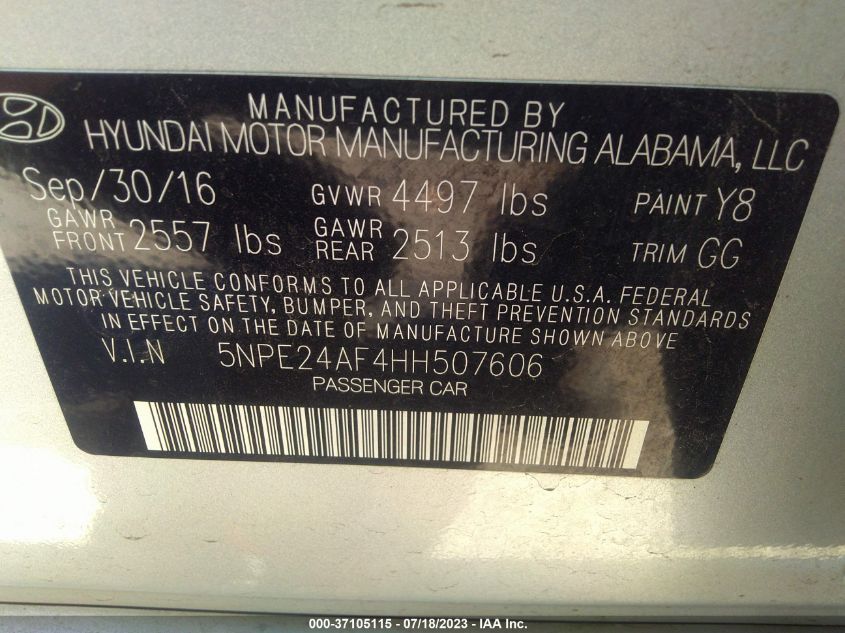 MANUFACTURED BY
HYUNDAI MOTOR MANUFACTURING ALABAMA, LLC
Sep/30/16 GVWR 4497 lbs PAINT Y8
GAWR FRONT 2557 lbs GAWR REAR 2513 lbs TRIM GG
THIS VEHICLE CONFORMS TO ALL APPLICABLE U.S.A. FEDERAL
MOTOR VEHICLE SAFETY, BUMPER, AND THEFT PREVENTION STANDARDS
IN EFFECT ON THE DATE OF MANUFACTURE SHOWN ABOVE
V.I.N 5NPE24AF4HH507606
PASSENGER CAR
000-37105115 - 07/18/2023 - IAA Inc.